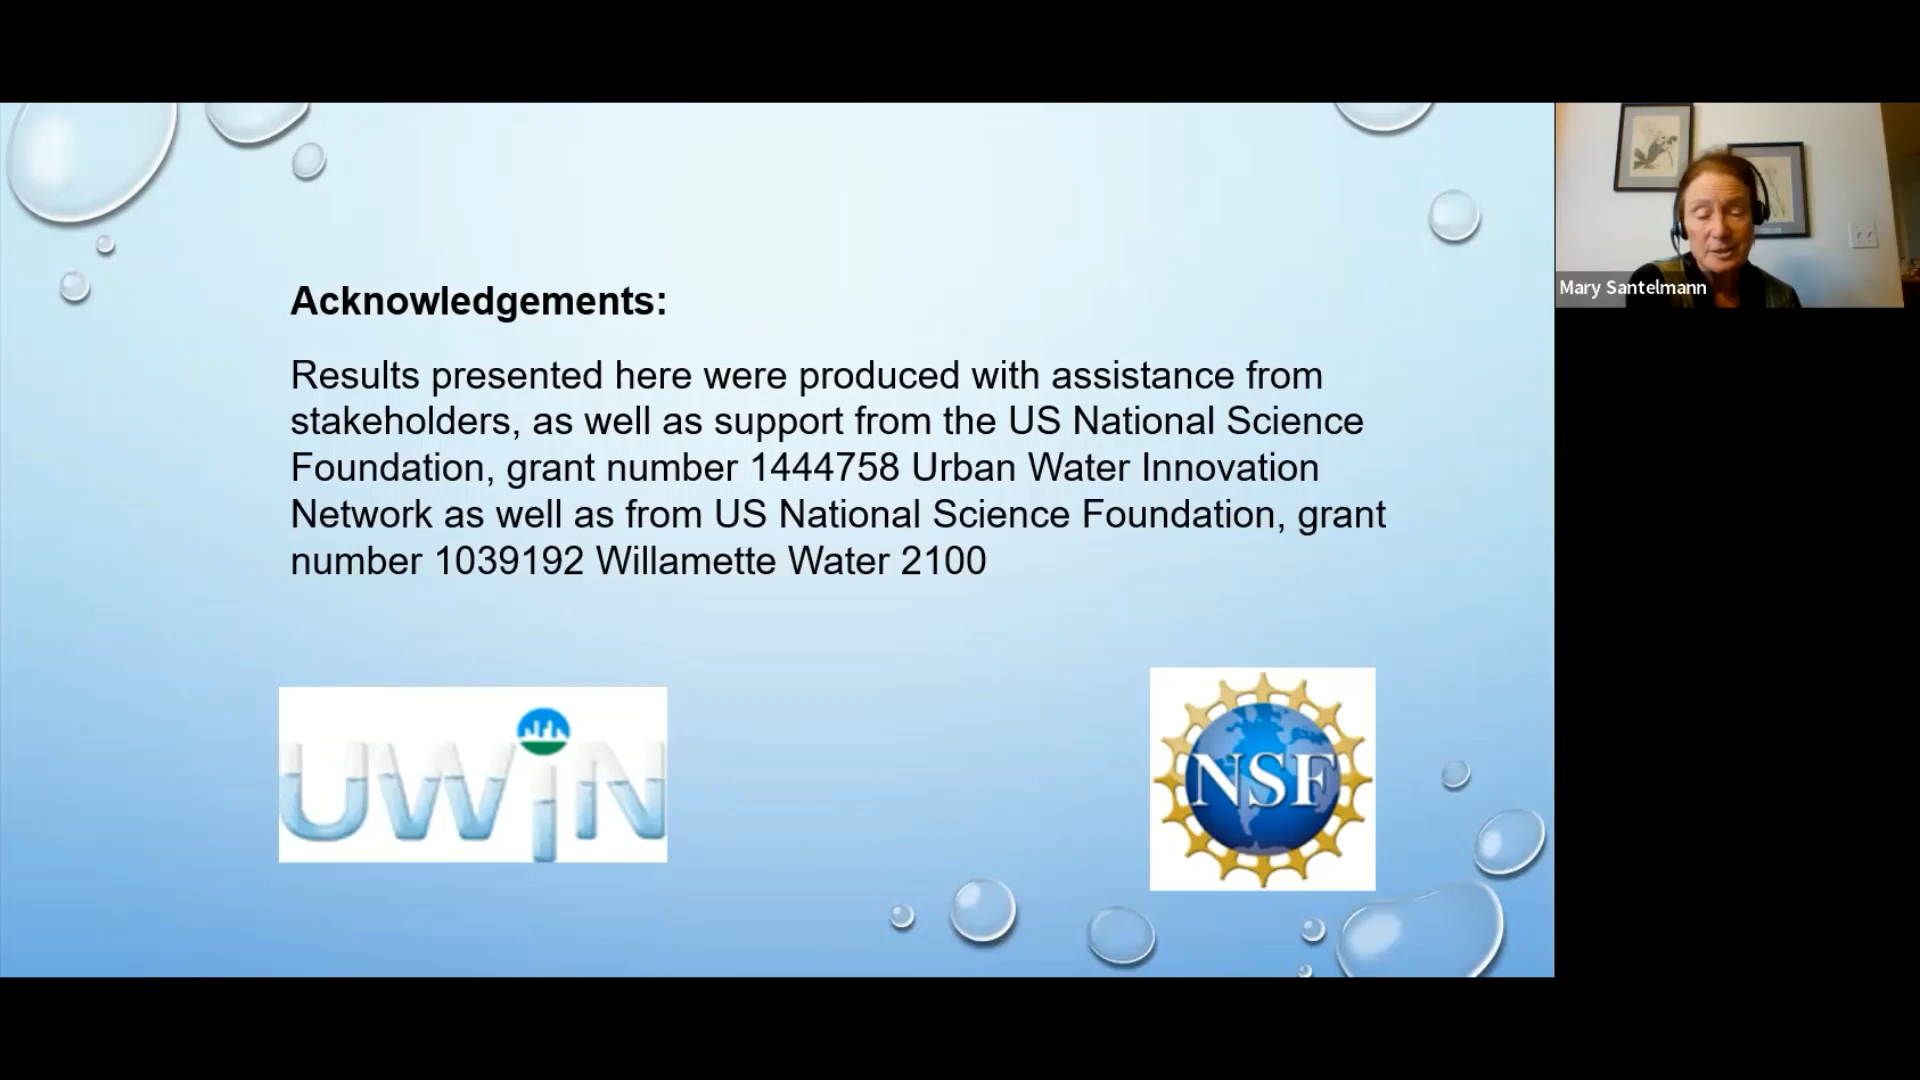 Acknowledgements:
Results presented here were produced with assistance from
stakeholders, as well as support from the US National Science
Foundation, grant number 1444758 Urban Water Innovation
Network as well as from US National Science Foundation, grant
number 1039192 Willamette Water 2100
UWiN
NSF
Mary Santelmann